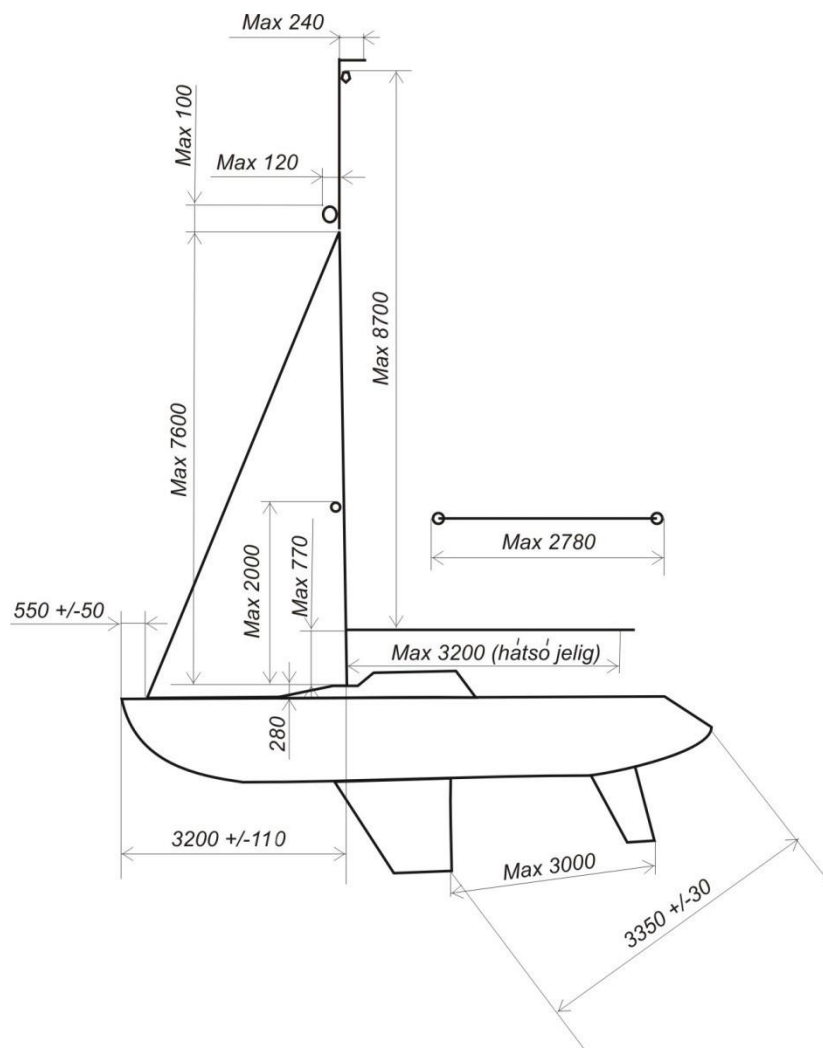 Max 240
Max 100
Max 120
Max 8700
Max 7600
Max 2780
Max 2000
Max 770
550 +/-50
Max 3200 (hátsó jelig)
280
3200 +/-110
Max 3000
3350 +/-30